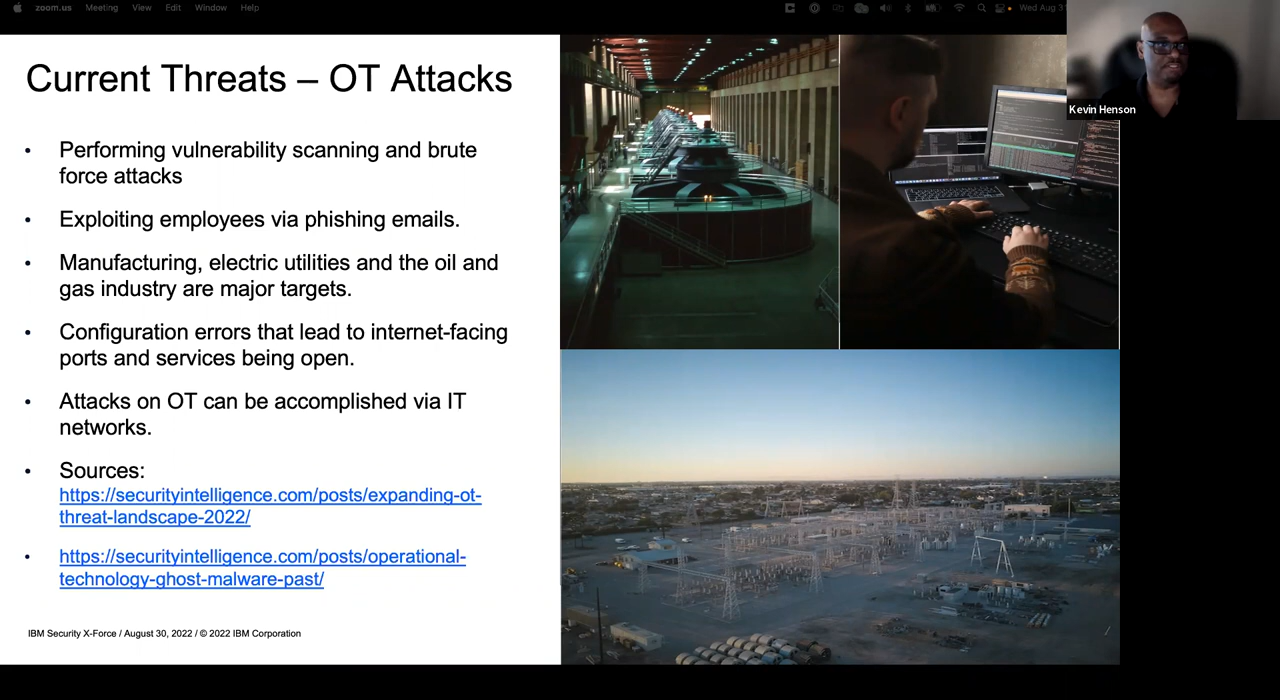 zoom.us Meeting View Edit Window Help
Wed Aug 31
Kevin Henson
Current Threats – OT Attacks
• Performing vulnerability scanning and brute
force attacks
• Exploiting employees via phishing emails.
• Manufacturing, electric utilities and the oil and
gas industry are major targets.
• Configuration errors that lead to internet-facing
ports and services being open.
• Attacks on OT can be accomplished via IT
networks.
• Sources:
https://securityintelligence.com/posts/expanding-ot-
threat-landscape-2022/
• https://securityintelligence.com/posts/operational-
technology-ghost-malware-past/
IBM Security X-Force / August 30, 2022 / © 2022 IBM Corporation